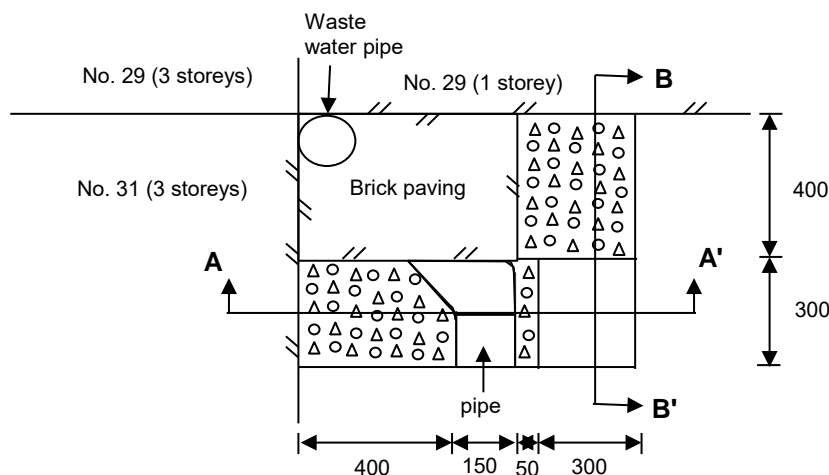 Waste
water pipe
No. 29 (3 storeys)
No. 29 (1 storey)
B
No. 31 (3 storeys)
Brick paving
400
A
A'
300
pipe
B'
400
150
50
300